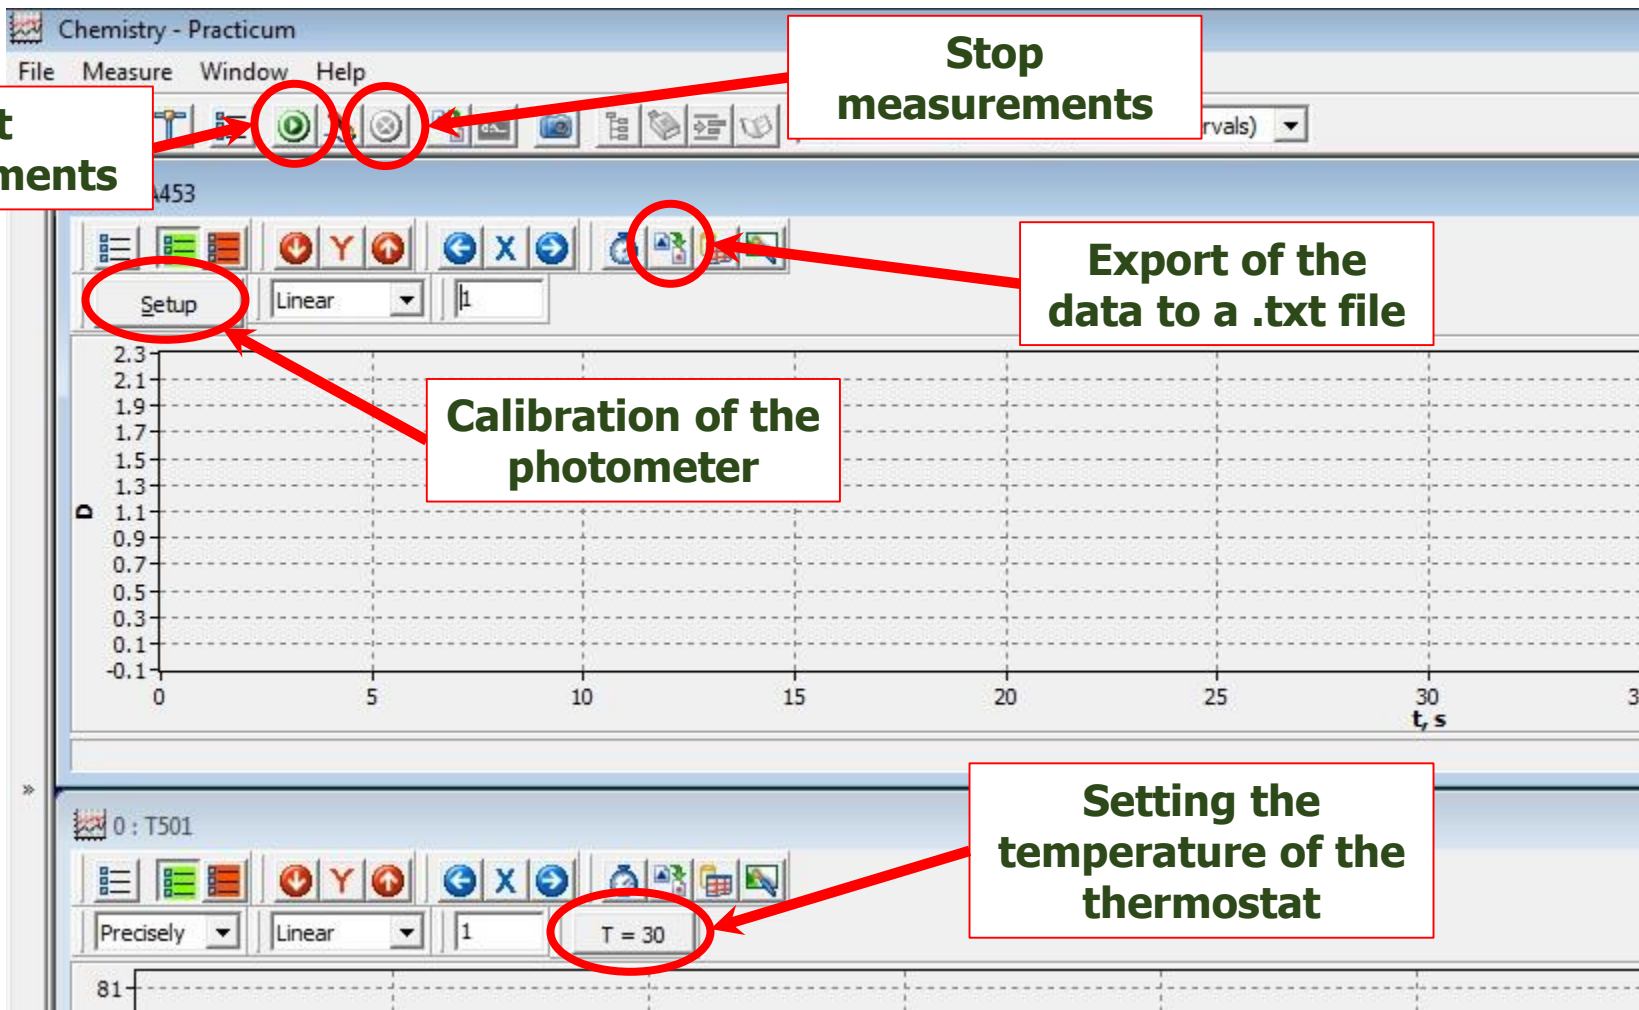 Chemistry - Practicum
File Measure Window Help
Stop
measurements
t
ments
rvals)
A453
Y X
Export of the
data to a .txt file
Setup Linear 1
Calibration of the
photometer
2.3
2.1
1.9
1.7
1.5
1.3
1.1
0.9
0.7
0.5
0.3
0.1
-0.1
D
0 5 10 15 20 25 30 3
t, s
»
0 : T501
Y X
Setting the
temperature of the
thermostat
Precisely Linear 1 T = 30
81